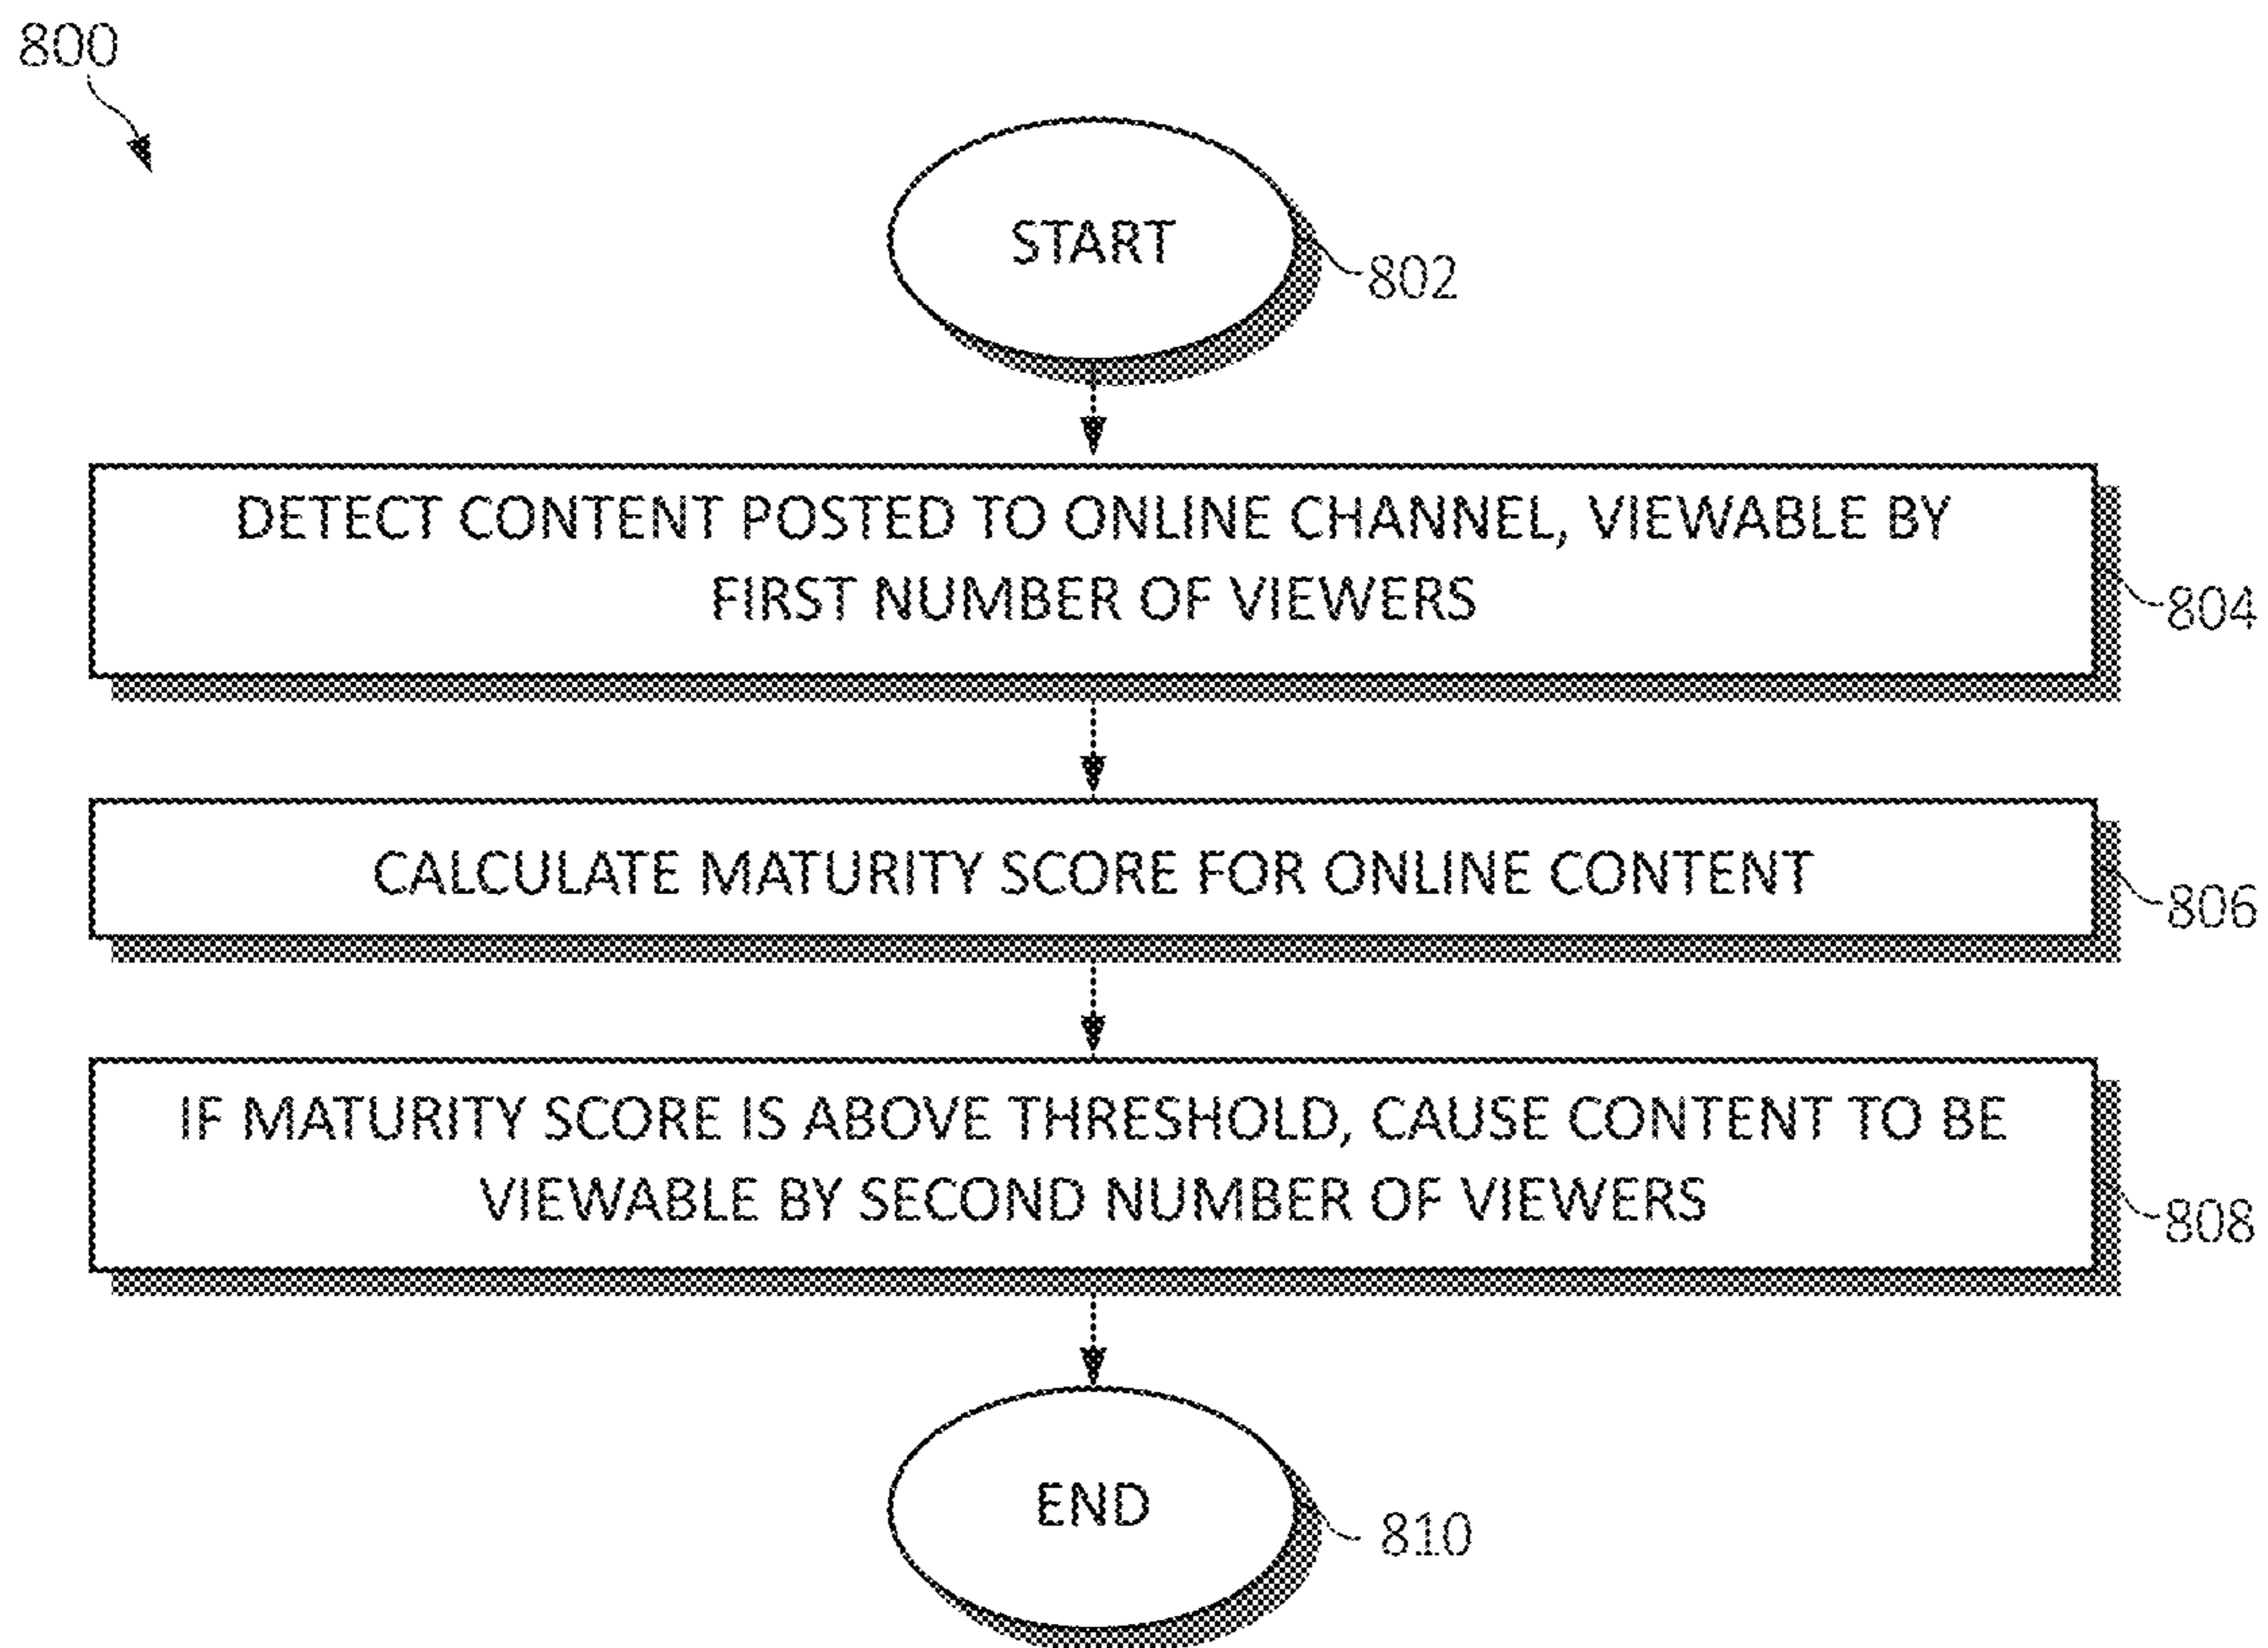 800
START
802
DETECT CONTENT POSTED TO ONLINE CHANNEL, VIEWABLE BY
FIRST NUMBER OF VIEWERS
804
CALCULATE MATURITY SCORE FOR ONLINE CONTENT
806
IF MATURITY SCORE IS ABOVE THRESHOLD, CAUSE CONTENT TO BE
VIEWABLE BY SECOND NUMBER OF VIEWERS
808
END
810